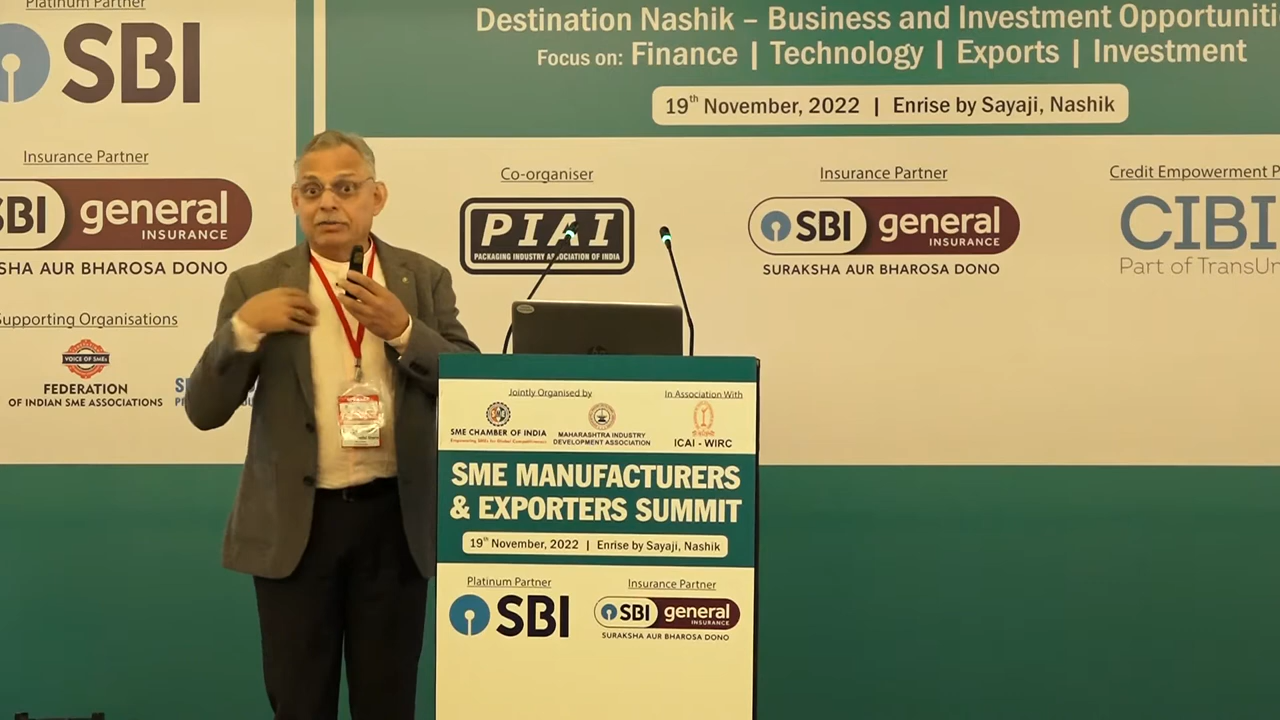 Platinum Partner
SBI
Insurance Partner
SBI general
INSURANCE
SHA AUR BHAROSA DONO
Supporting Organisations
VOICE OF SMEs
FEDERATION
OF INDIAN SME ASSOCIATIONS
Destination Nashik – Business and Investment Opportuniti
Focus on: Finance | Technology | Exports | Investment
19th November, 2022 | Enrise by Sayaji, Nashik
Co-organiser
PIAI
PACKAGING INDUSTRY ASSOCIATION OF INDIA
Insurance Partner
SBI general
INSURANCE
SURAKSHA AUR BHAROSA DONO
Credit Empowerment P
CIBI
Part of TransUn
Jointly Organised by
In Association With
SME CHAMBER OF INDIA
Empowering SMEs for Global Competitiveness
MAHARASHTRA INDUSTRY
DEVELOPMENT ASSOCIATION
ICAI - WIRC
SME MANUFACTURERS
& EXPORTERS SUMMIT
19th November, 2022 | Enrise by Sayaji, Nashik
Platinum Partner
SBI
Insurance Partner
SBI general
INSURANCE
SURAKSHA AUR BHAROSA DONO